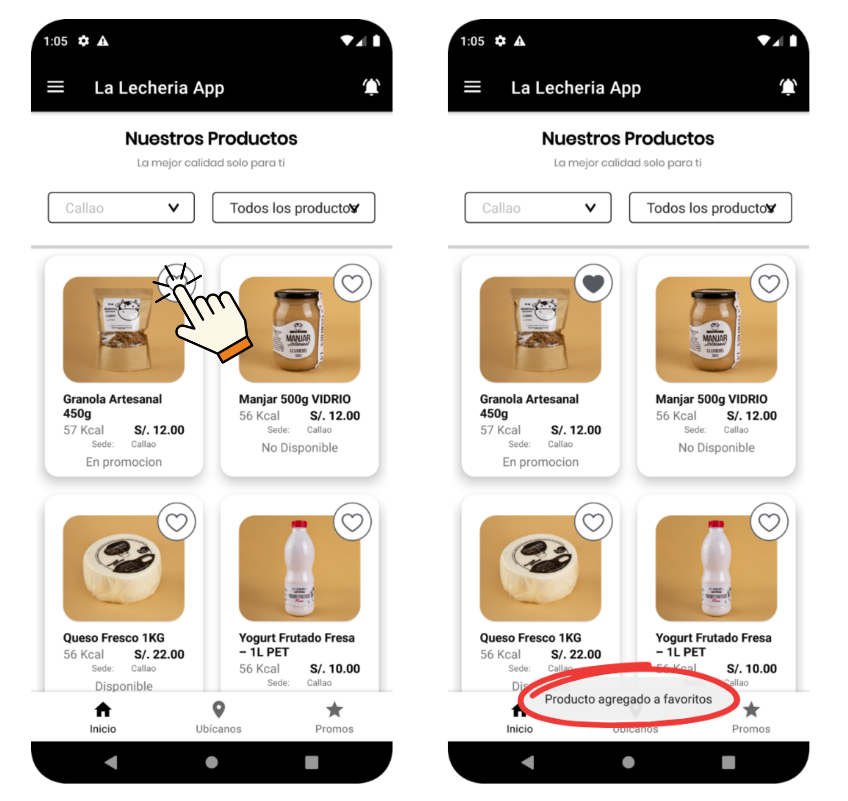 1:05
La Lecheria App
Nuestros Productos
La mejor calidad solo para ti
Callao
Todos los productos
Granola Artesanal
450g
57 Kcal S/. 12.00
Sede: Callao
En promocion
MANJAR
Manjar 500g VIDRIO
56 Kcal S/. 12.00
Sede: Callao
No Disponible
Queso Fresco 1KG
56 Kcal S/. 22.00
Sede: Callao
Disponible
Yogurt Frutado Fresa
– 1L PET
56 Kcal S/. 10.00
Sede: Callao
Inicio
Ubícanos
Promos
1:05
La Lecheria App
Nuestros Productos
La mejor calidad solo para ti
Callao
Todos los productos
Granola Artesanal
450g
57 Kcal S/. 12.00
Sede: Callao
En promocion
MANJAR
Manjar 500g VIDRIO
56 Kcal S/. 12.00
Sede: Callao
No Disponible
Queso Fresco 1KG
56 Kcal S/. 22.00
Sede: Callao
Yogurt Frutado Fresa
– 1L PET
56 Kcal S/. 10.00
Callao
Producto agregado a favoritos
Inicio
Ubícanos
Promos